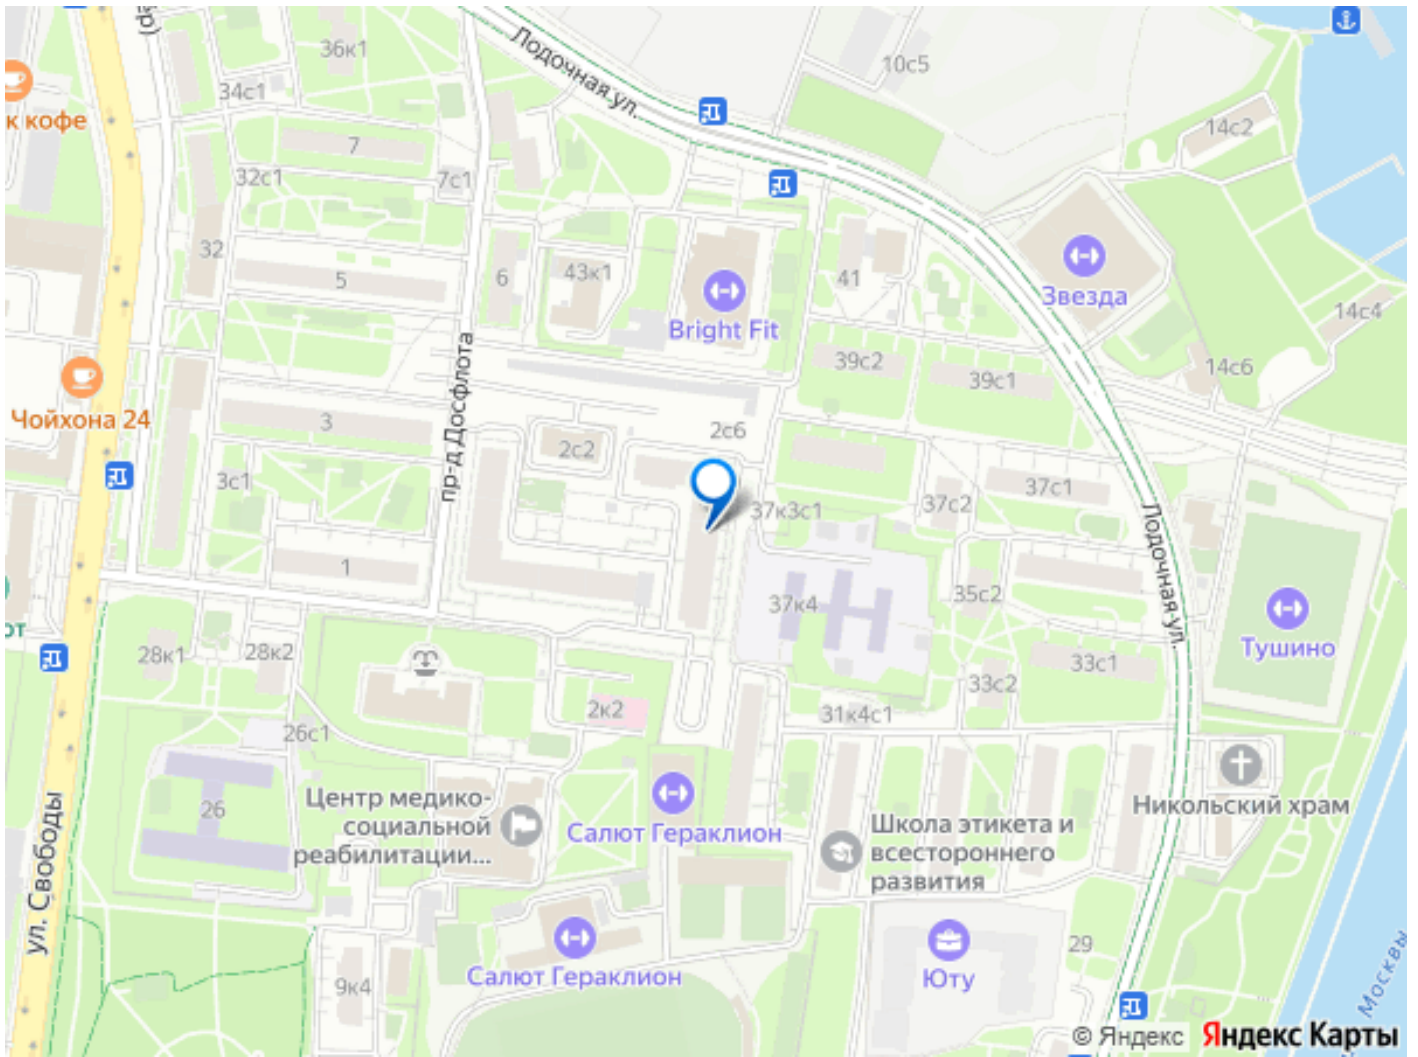 36к1
10с5
Лодочная ул.
34с1
к кофе
14с2
7
32с1
7с1
32
5
6
43к1
41
Звезда
Bright Fit
14с4
39с2
39с1
14с6
Чойхона 24
3
пр-д Досфлота
2с6
2с2
3с1
37с1
37с2
37к3с1
Лодочная ул.
1
37к4
35с2
Тушино
28к1
28к2
33с1
33с2
2к2
31к4с1
26с1
26
Центр медико-
социальной
реабилитации...
Салют Гераклион
Школа этикета и
всестороннего
развития
Никольский храм
ул. Свободы
Салют Гераклион
Юту
29
9к4
Москвы
© Яндекс
Яндекс Карты